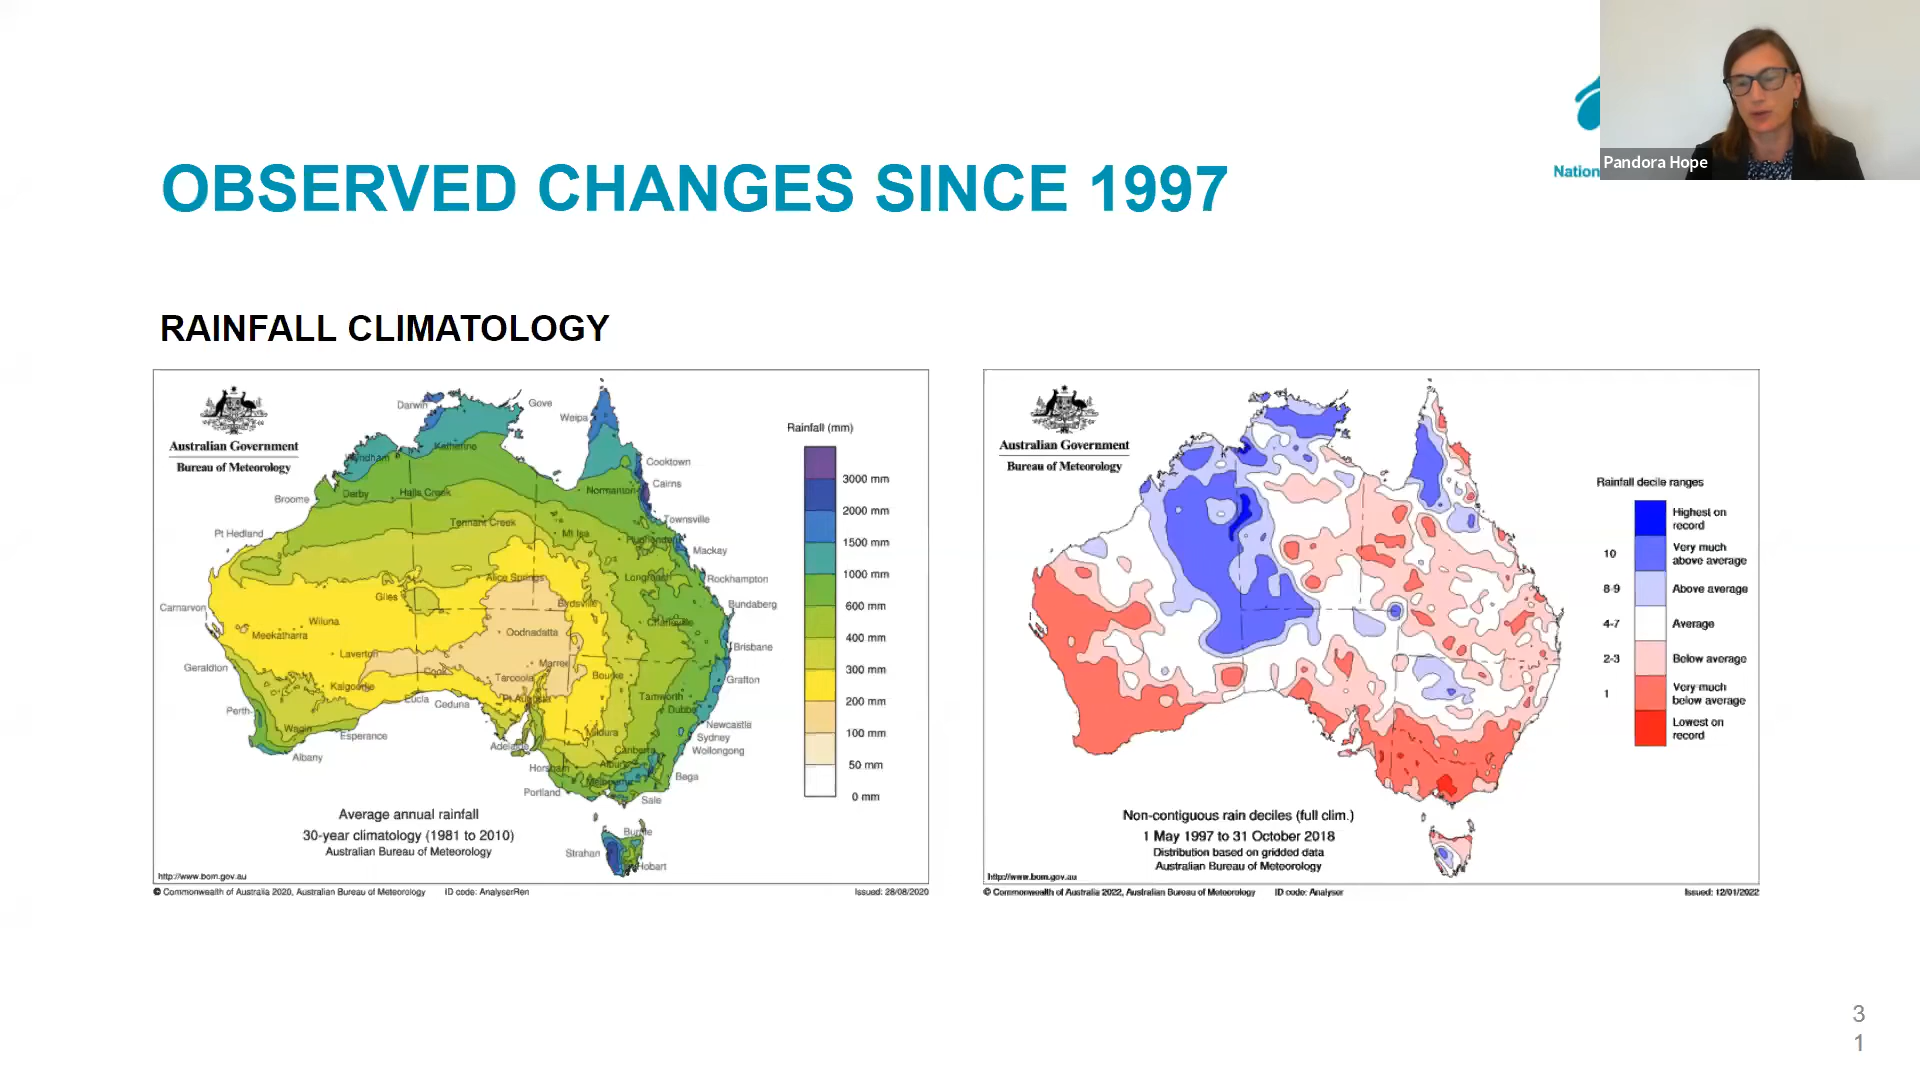 Pandora Hope
Nation
OBSERVED CHANGES SINCE 1997
RAINFALL CLIMATOLOGY
Australian Government
Bureau of Meteorology
Rainfall (mm)
3000 mm
2000 mm
1500 mm
1000 mm
600 mm
400 mm
300 mm
200 mm
100 mm
50 mm
0 mm
Darwin
Gove
Weipa
Katherine
Wyndham
Cooktown
Cairns
Broome
Derby
Halls Creek
Normanton
Townsville
Tennant Creek
Pt Hedland
Mt Isa
Hughenden
Mackay
Alice Springs
Longreach
Rockhampton
Giles
Carnarvon
Birdsville
Bundaberg
Wiluna
Charleville
Meekatharra
Oodnadatta
Brisbane
Laverton
Geraldton
Marree
Cook
Tarcoola
Bourke
Grafton
Kalgoorlie
Eucla
Ceduna
Pt Augusta
Tamworth
Dubbo
Perth
Newcastle
Wagin
Esperance
Mildura
Sydney
Wollongong
Adelaide
Canberra
Albany
Horsham
Albury
Bega
Melbourne
Portland
Sale
Burnie
Strahan
Hobart
Average annual rainfall
30-year climatology (1981 to 2010)
Australian Bureau of Meteorology
http://www.bom.gov.au
© Commonwealth of Australia 2020, Australian Bureau of Meteorology ID code: AnalyserRen Issued: 28/08/2020
Australian Government
Bureau of Meteorology
Rainfall decile ranges
Highest on
record
10 Very much
above average
8-9 Above average
4-7 Average
2-3 Below average
1 Very much
below average
Lowest on
record
Non-contiguous rain deciles (full clim.)
1 May 1997 to 31 October 2018
Distribution based on gridded data
Australian Bureau of Meteorology
http://www.bom.gov.au
© Commonwealth of Australia 2022, Australian Bureau of Meteorology ID code: Analyser Issued: 12/01/2022
3
1